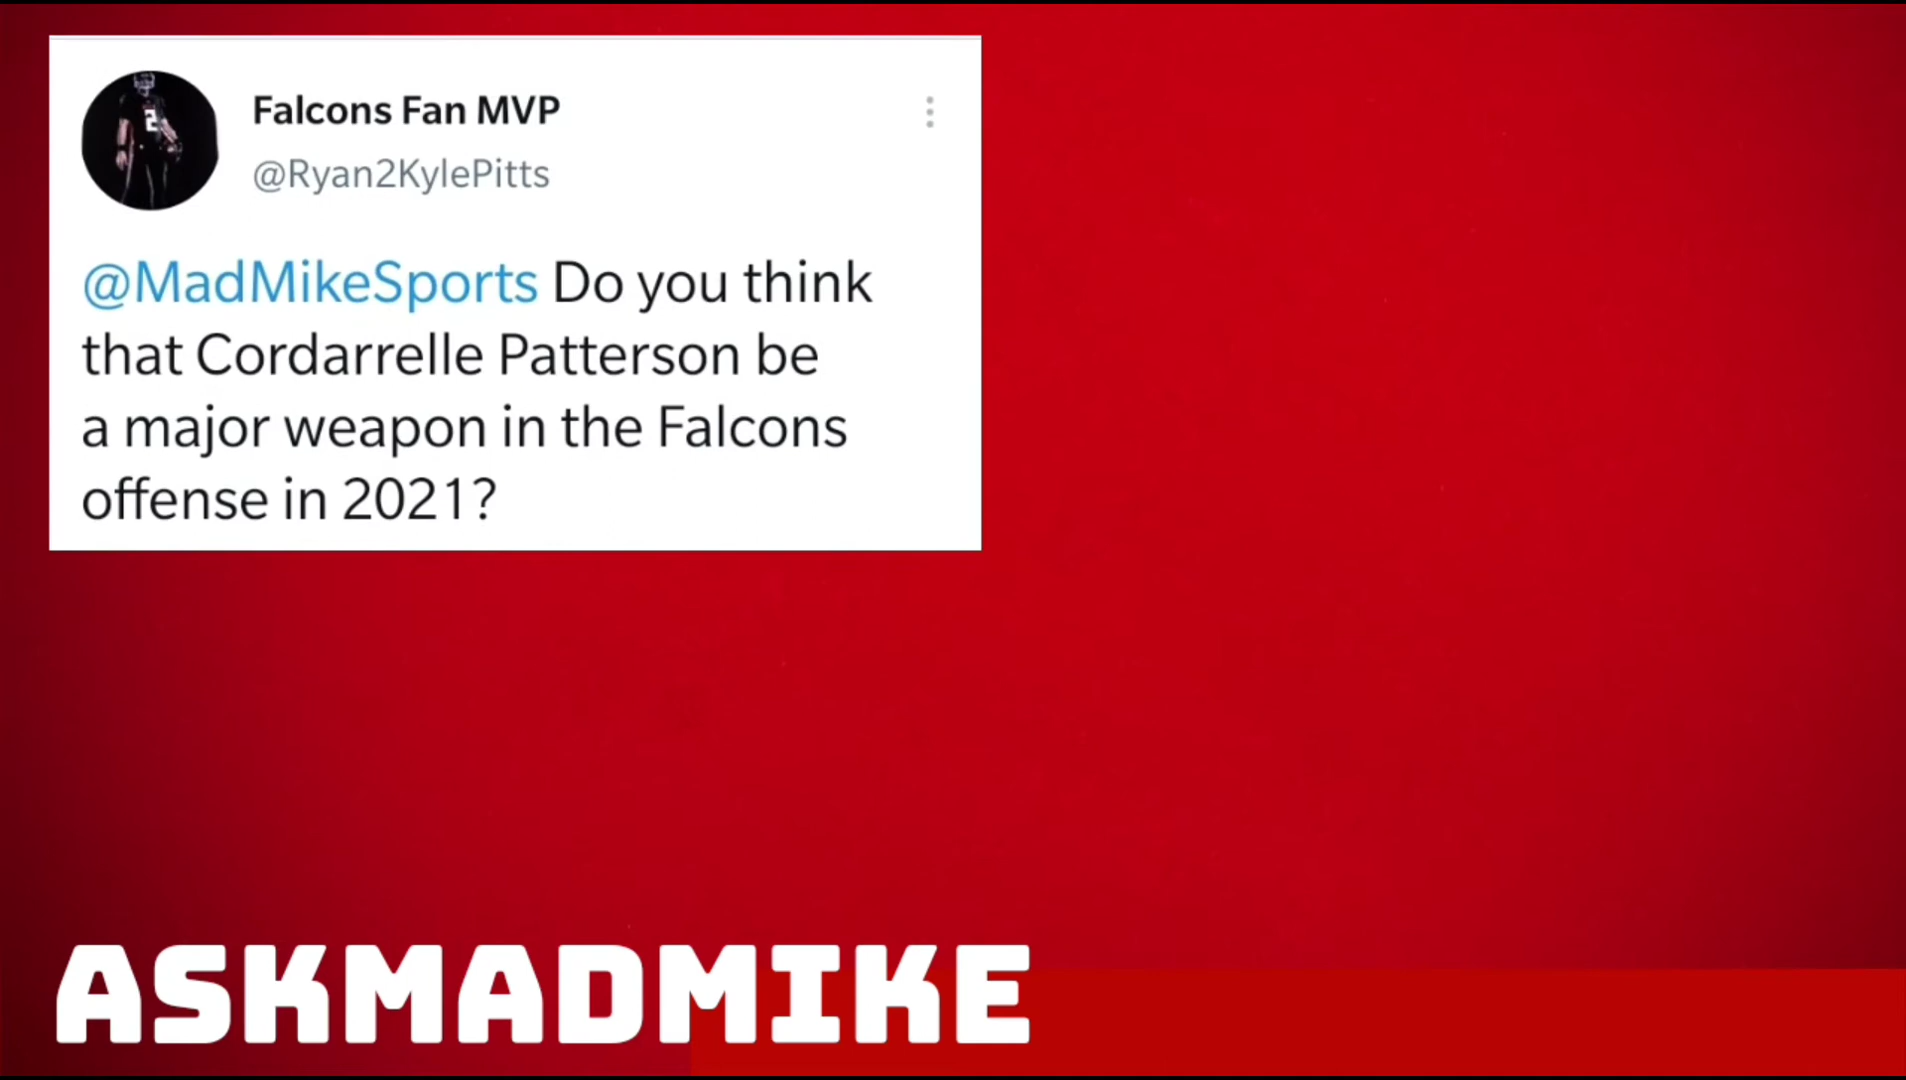 Falcons Fan MVP
@Ryan2KylePitts
@MadMikeSports Do you think
that Cordarrelle Patterson be
a major weapon in the Falcons
offense in 2021?
ASKMADMIKE
2